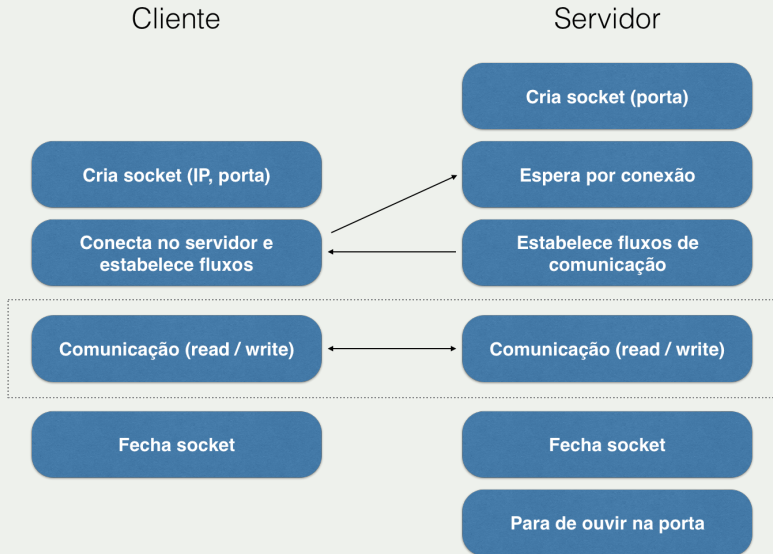 Cliente
Servidor
Cria socket (porta)
Cria socket (IP, porta)
Espera por conexão
Conecta no servidor e
estabelece fluxos
Estabelece fluxos de
comunicação
Comunicação (read / write)
Comunicação (read / write)
Fecha socket
Fecha socket
Para de ouvir na porta